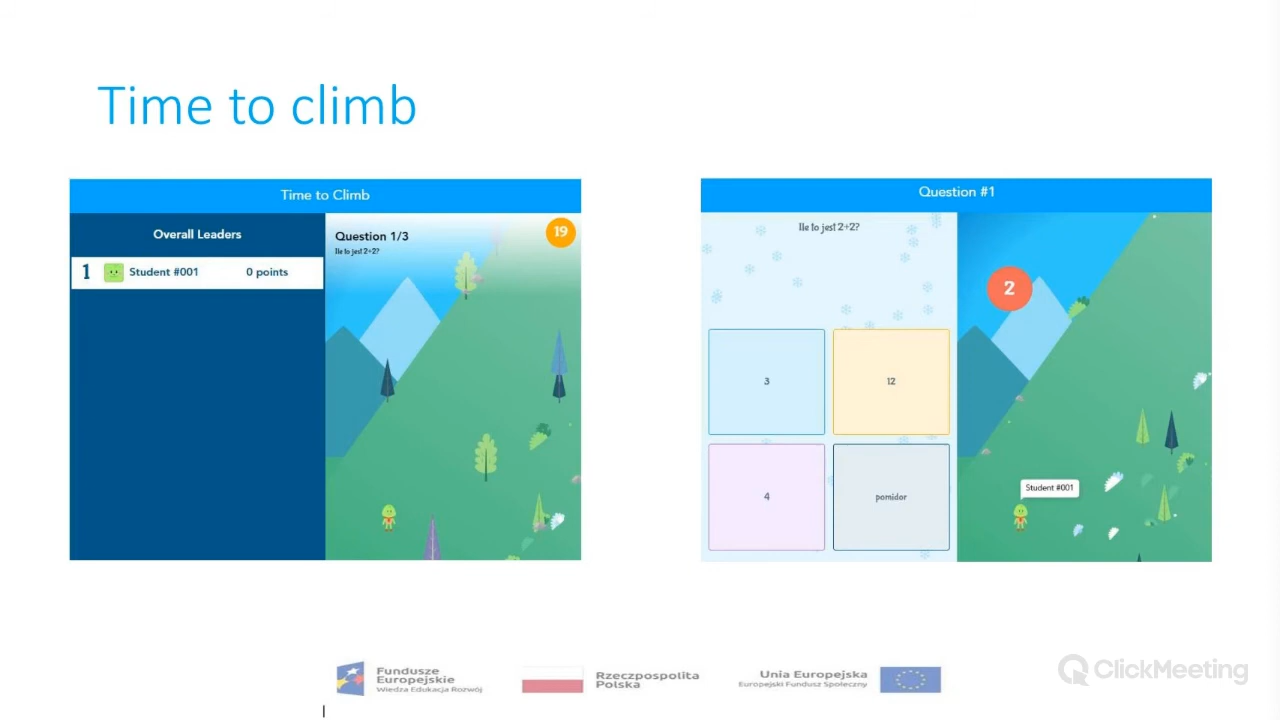 Time to climb
Time to Climb
Overall Leaders
1 Student #001 0 points
Question 1/3
Ile to jest 2+2?
19
Question #1
Ile to jest 2+2?
3
12
4
pomidor
2
Student #001
Fundusze
Europejskie
Wiedza Edukacja Rozwój
Rzeczpospolita
Polska
Unia Europejska
Europejski Fundusz Społeczny
ClickMeeting